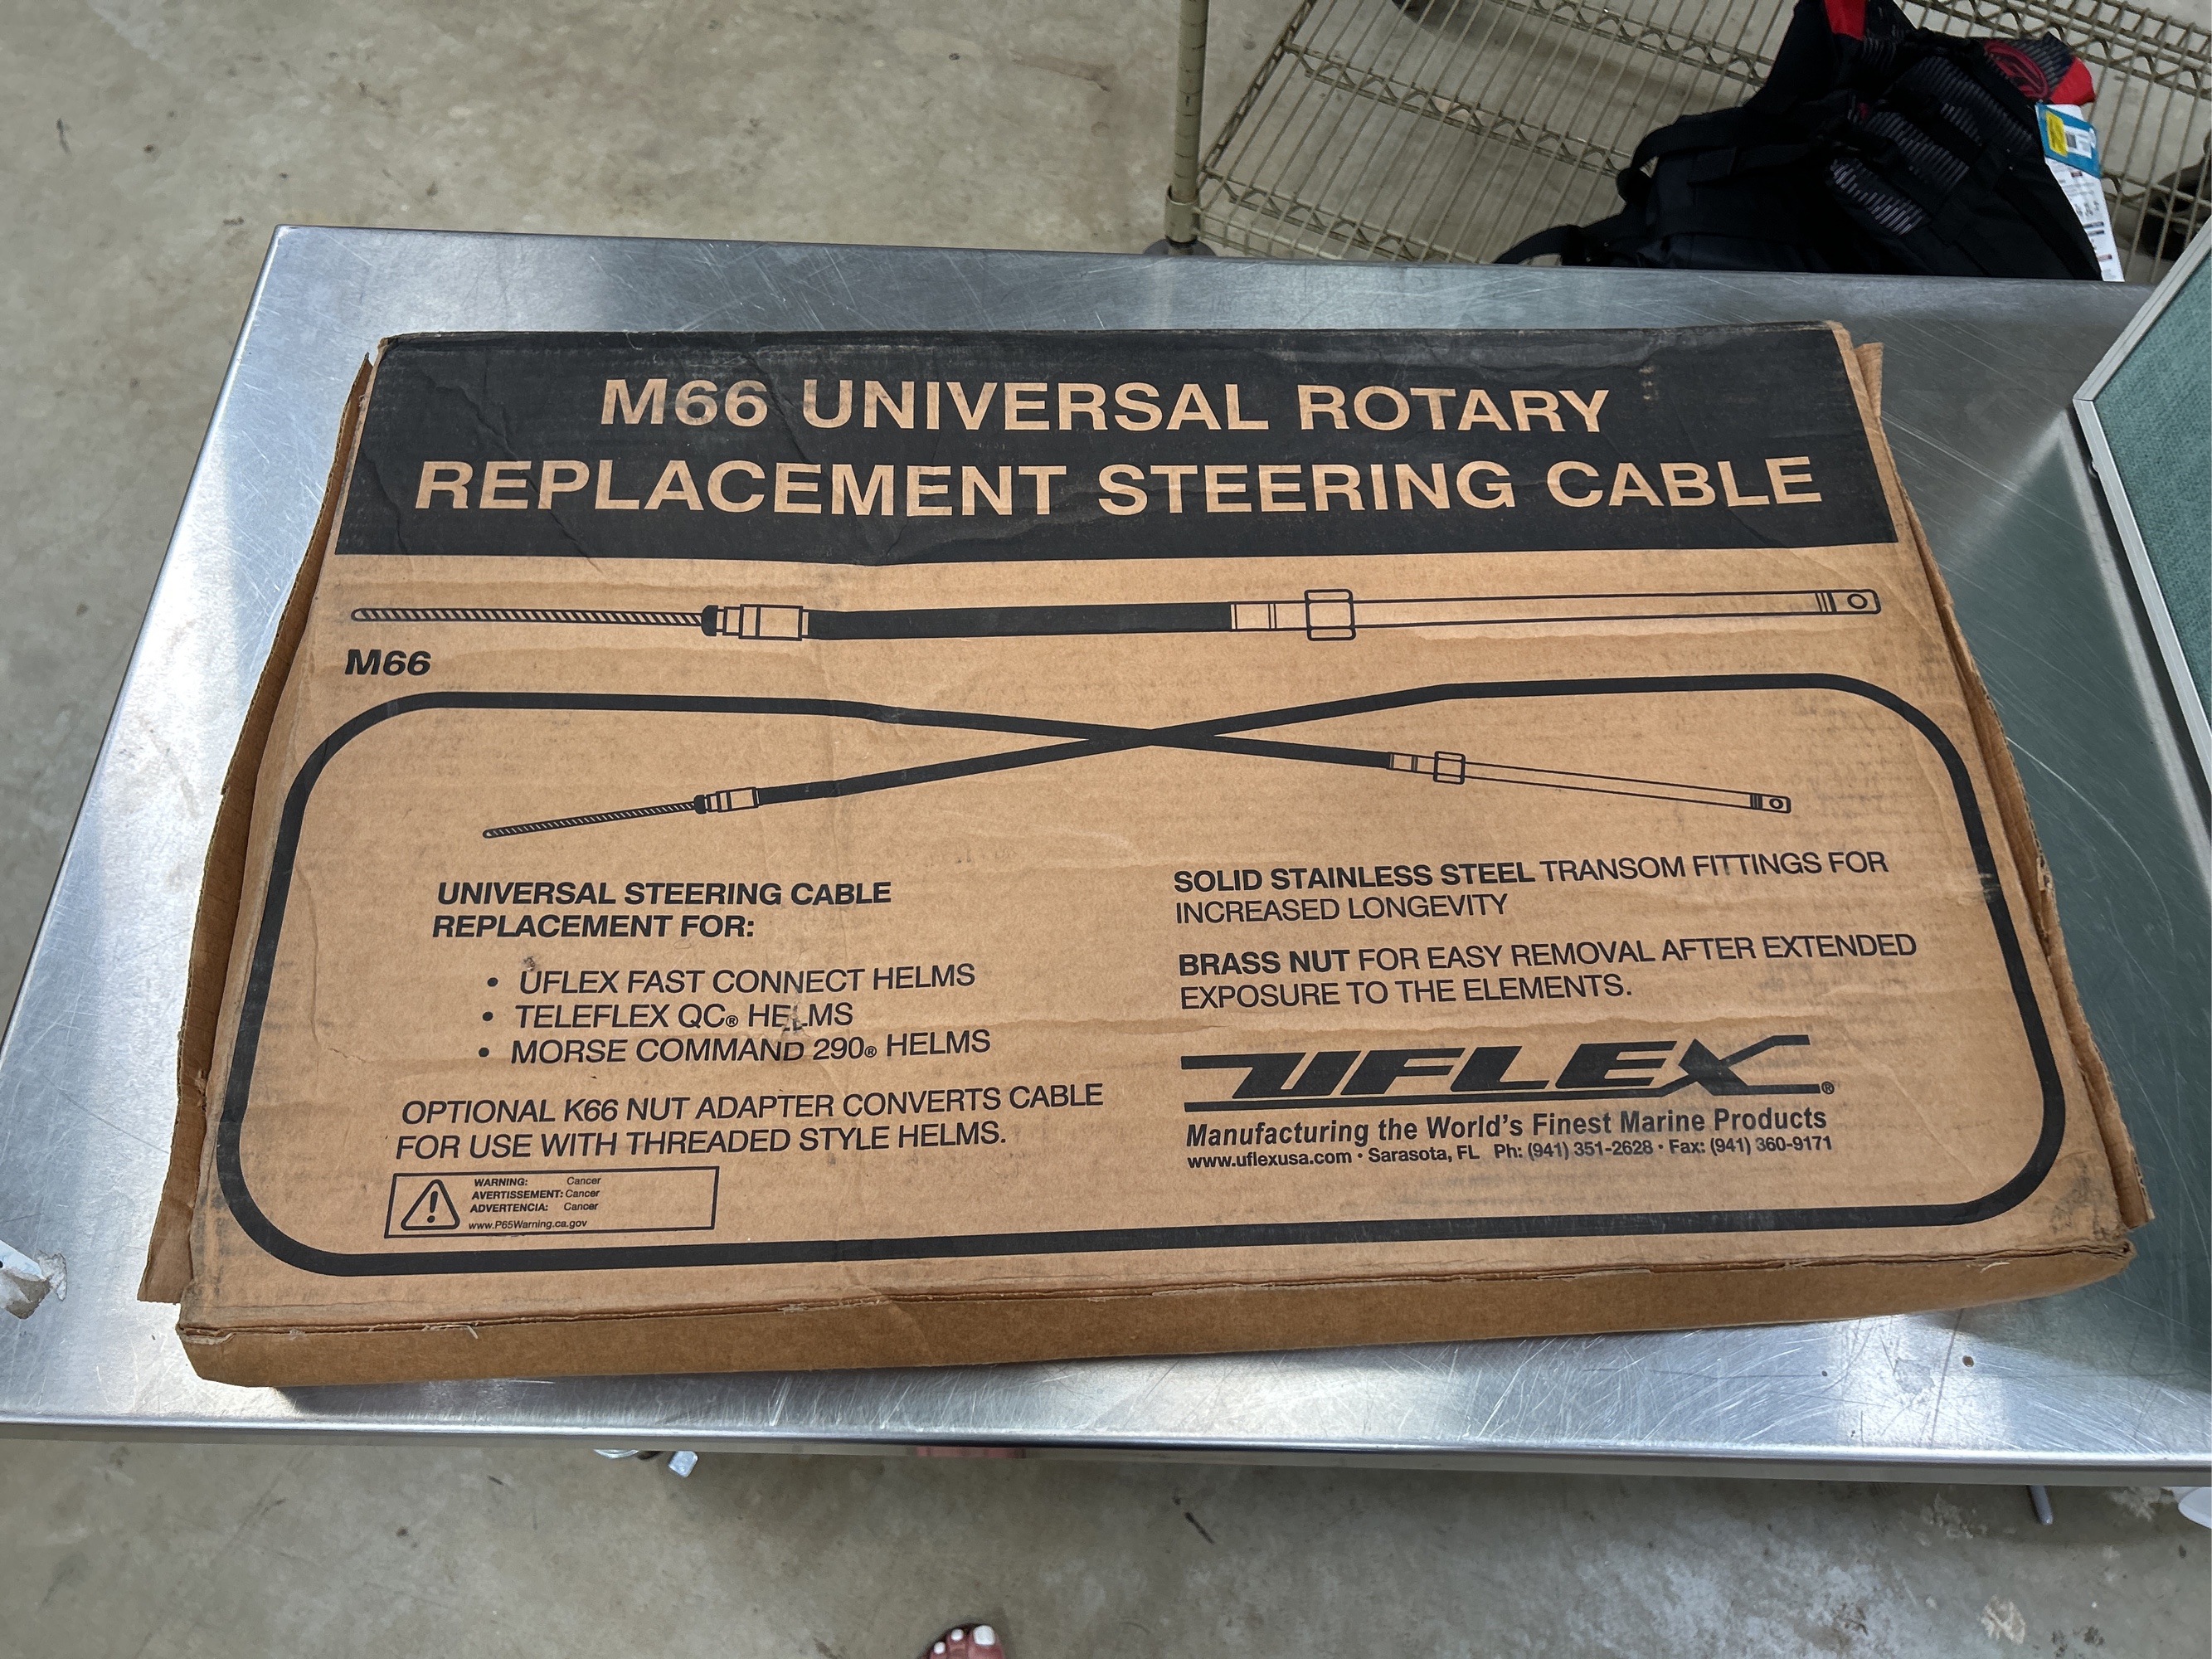 M66 UNIVERSAL ROTARY
REPLACEMENT STEERING CABLE
M66
UNIVERSAL STEERING CABLE
REPLACEMENT FOR:
• UFLEX FAST CONNECT HELMS
• TELEFLEX QC® HELMS
• MORSE COMMAND 290® HELMS
OPTIONAL K66 NUT ADAPTER CONVERTS CABLE
FOR USE WITH THREADED STYLE HELMS.
WARNING: Cancer
AVERTISSEMENT: Cancer
ADVERTENCIA: Cancer
www.P65Warning.ca.gov
SOLID STAINLESS STEEL TRANSOM FITTINGS FOR
INCREASED LONGEVITY
BRASS NUT FOR EASY REMOVAL AFTER EXTENDED
EXPOSURE TO THE ELEMENTS.
UFLEX®
Manufacturing the World's Finest Marine Products
www.uflexusa.com • Sarasota, FL Ph: (941) 351-2628 • Fax: (941) 360-9171